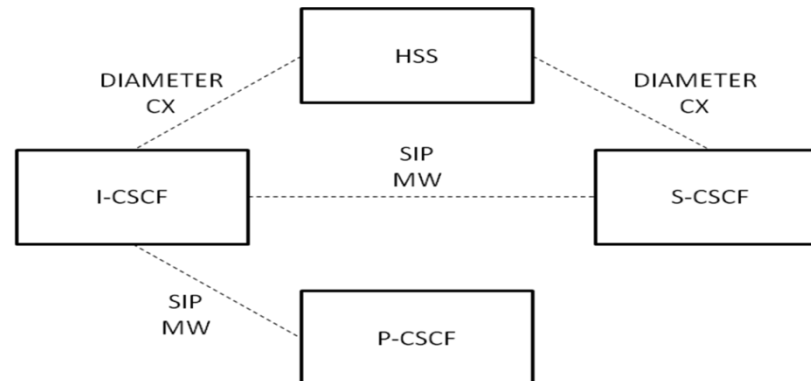 HSS
DIAMETER
CX
DIAMETER
CX
SIP
MW
I-CSCF
S-CSCF
SIP
MW
P-CSCF